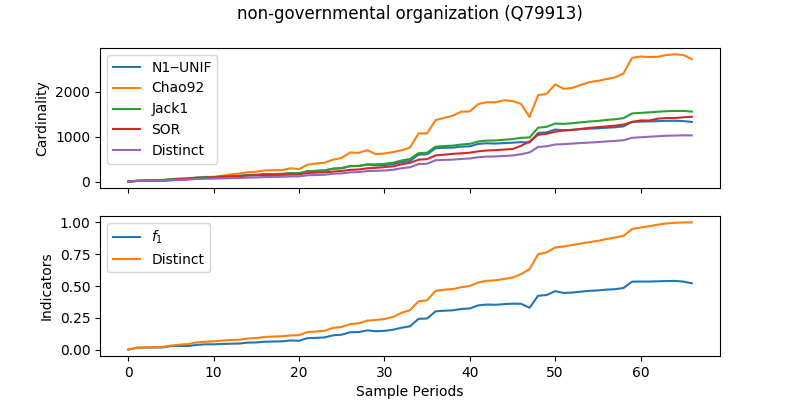 non-governmental organization (Q79913)
Cardinality
2000
1000
0
N1−UNIF
Chao92
Jack1
SOR
Distinct
Indicators
1.00
0.75
0.50
0.25
0.00
f1
Distinct
0 10 20 30 40 50 60
Sample Periods